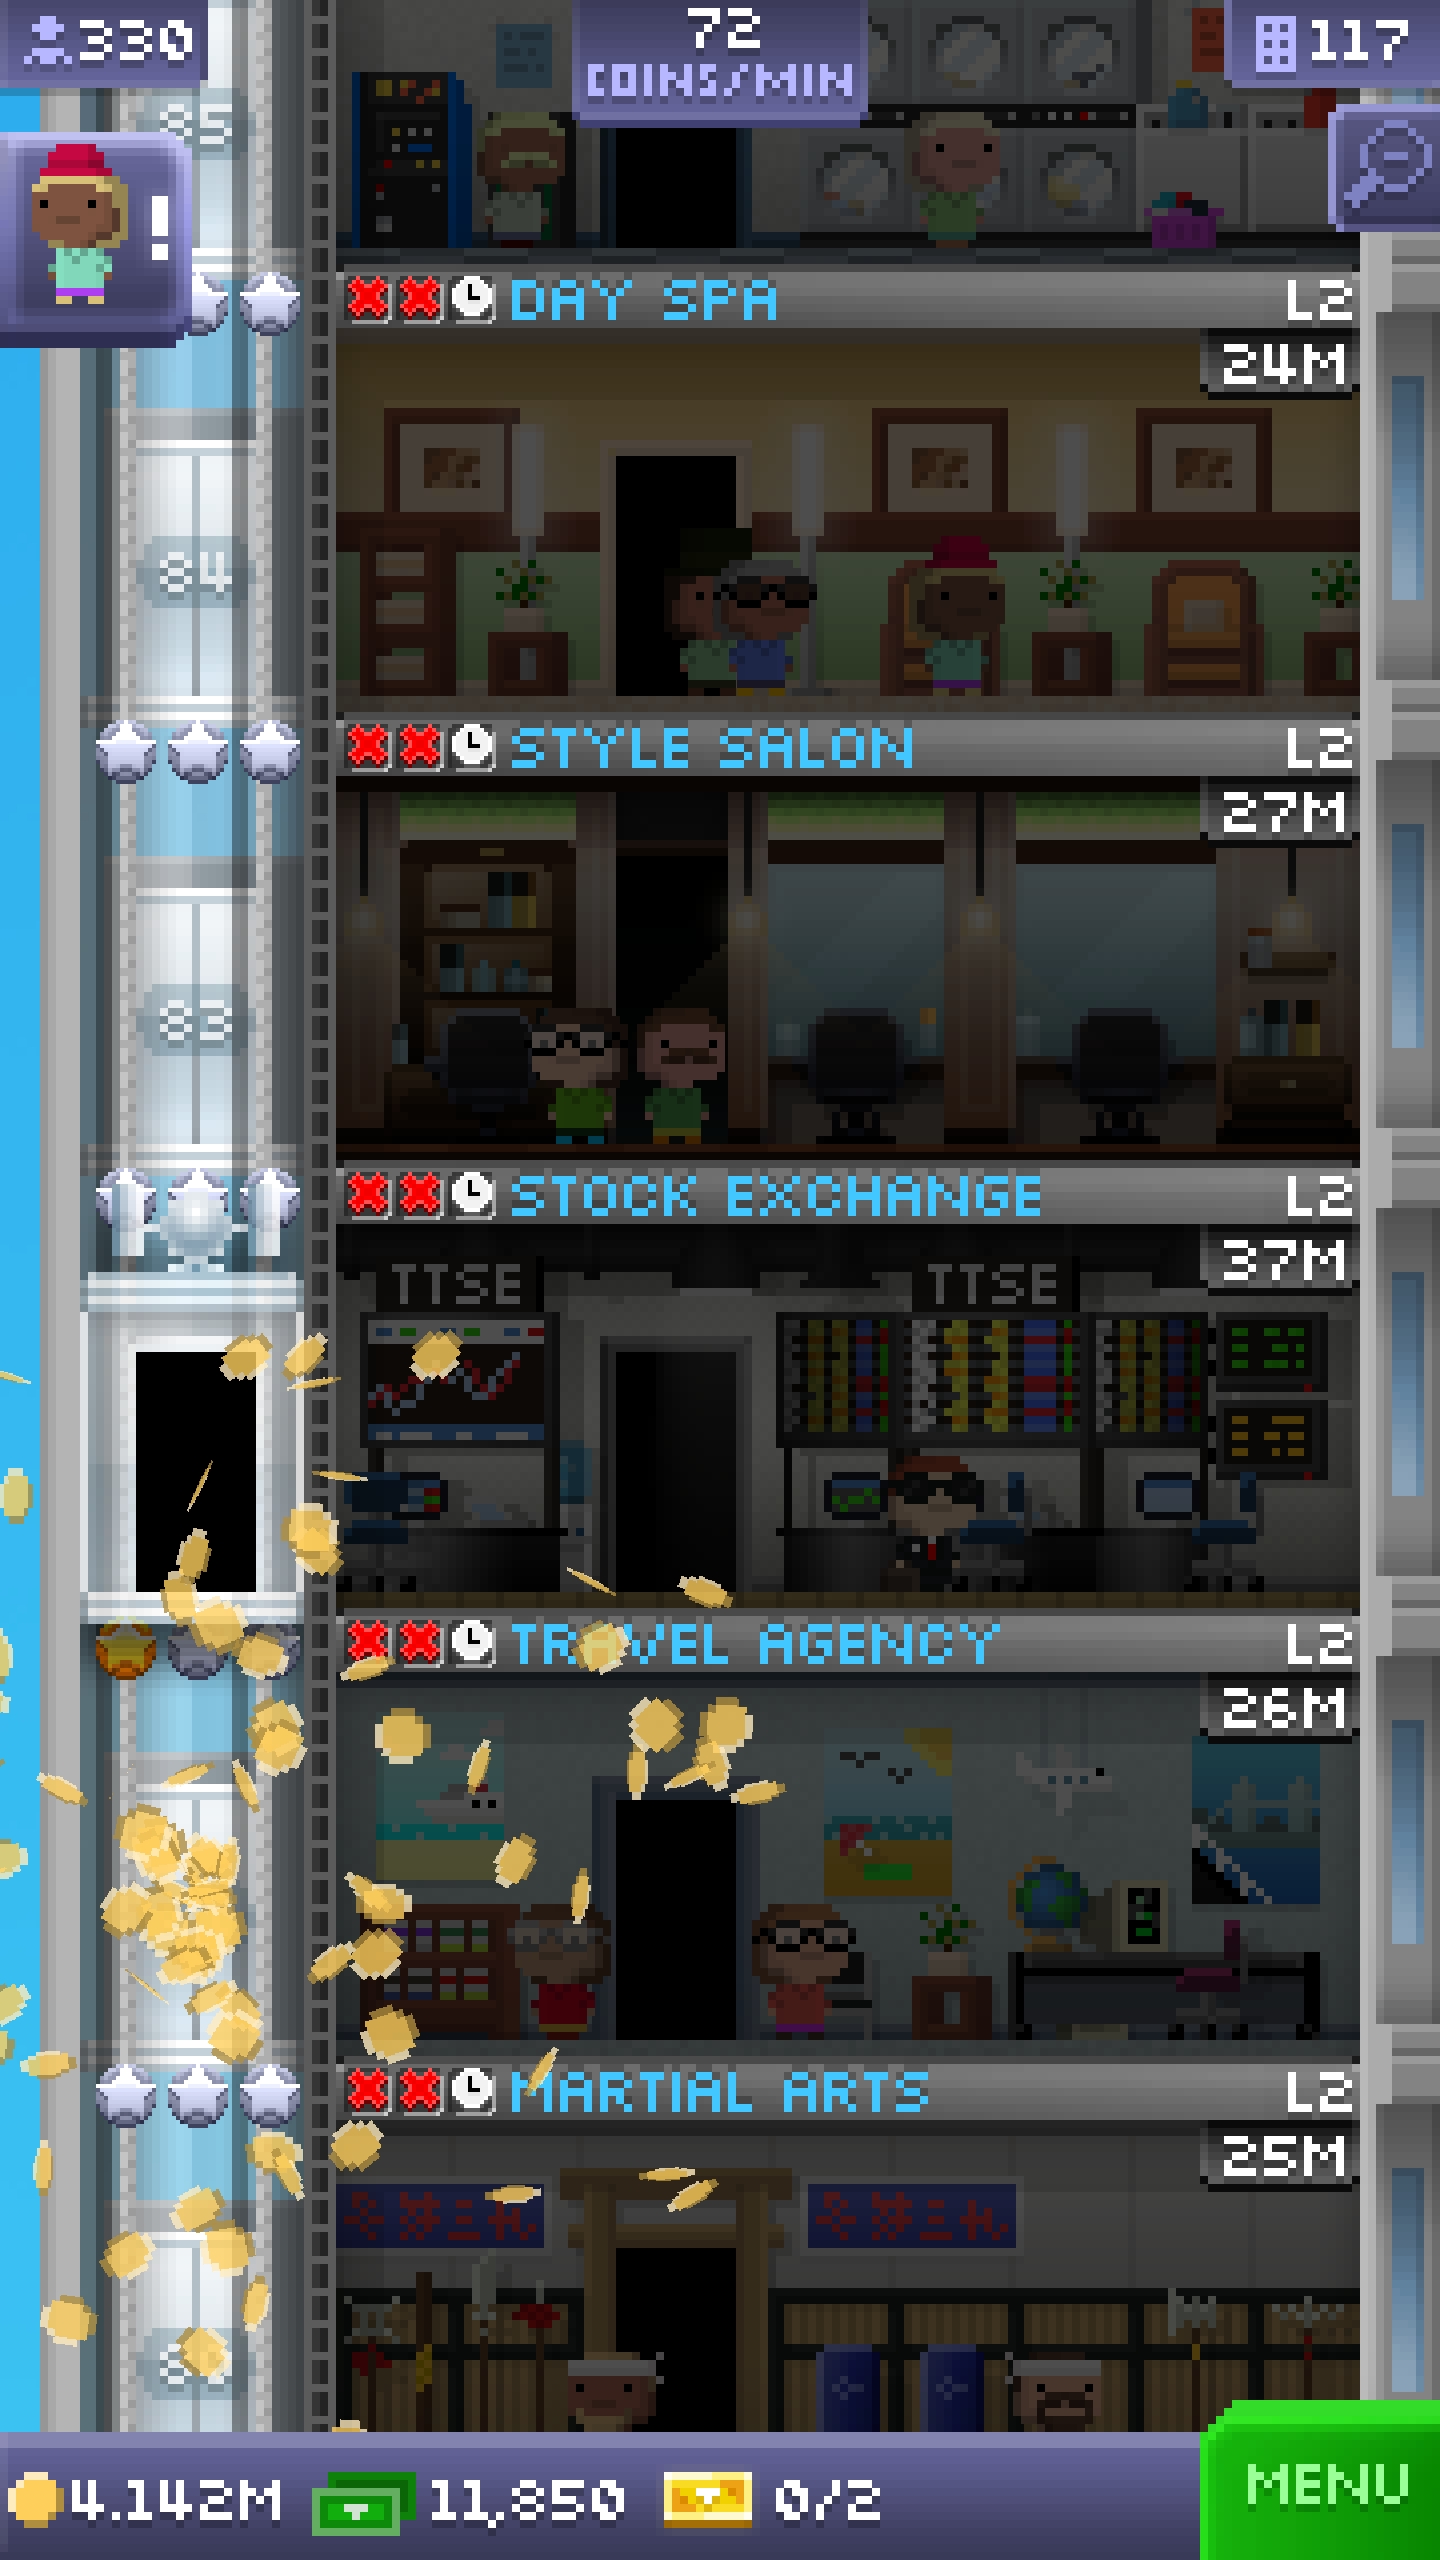 330
72
COINS/MIN
117
85
!
DAY SPA L2
24M
84
STYLE SALON L2
27M
83
STOCK EXCHANGE L2
37M
TTSE TTSE
TRAVEL AGENCY L2
26M
MARTIAL ARTS L2
25M
4.142M 11,850 0/2 MENU